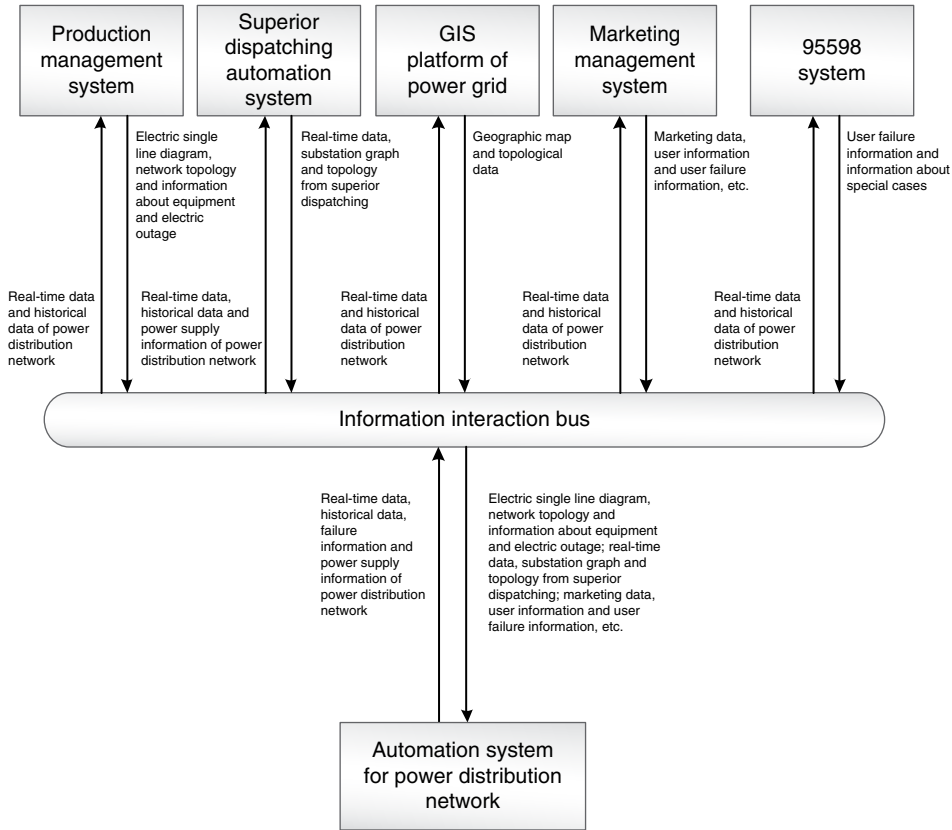 Production
management
system
Superior
dispatching
automation
system
GIS
platform of
power grid
Marketing
management
system
95598
system
Electric single
line diagram,
network topology
and information
about equipment
and electric
outage
Real-time data,
substation graph
and topology
from superior
dispatching
Geographic map
and topological
data
Marketing data,
user information
and user failure
information, etc.
User failure
information and
information about
special cases
Real-time data
and historical
data of power
distribution
network
Real-time data,
historical data and
power supply
information of power
distribution network
Real-time data
and historical
data of power
distribution
network
Real-time data
and historical
data of power
distribution
network
Real-time data
and historical
data of power
distribution
network
Information interaction bus
Real-time data,
historical data,
failure
information and
power supply
information of
power distribution
network
Electric single line diagram,
network topology and
information about equipment
and electric outage; real-time
data, substation graph and
topology from superior
dispatching; marketing data,
user information and user
failure information, etc.
Automation system
for power distribution
network